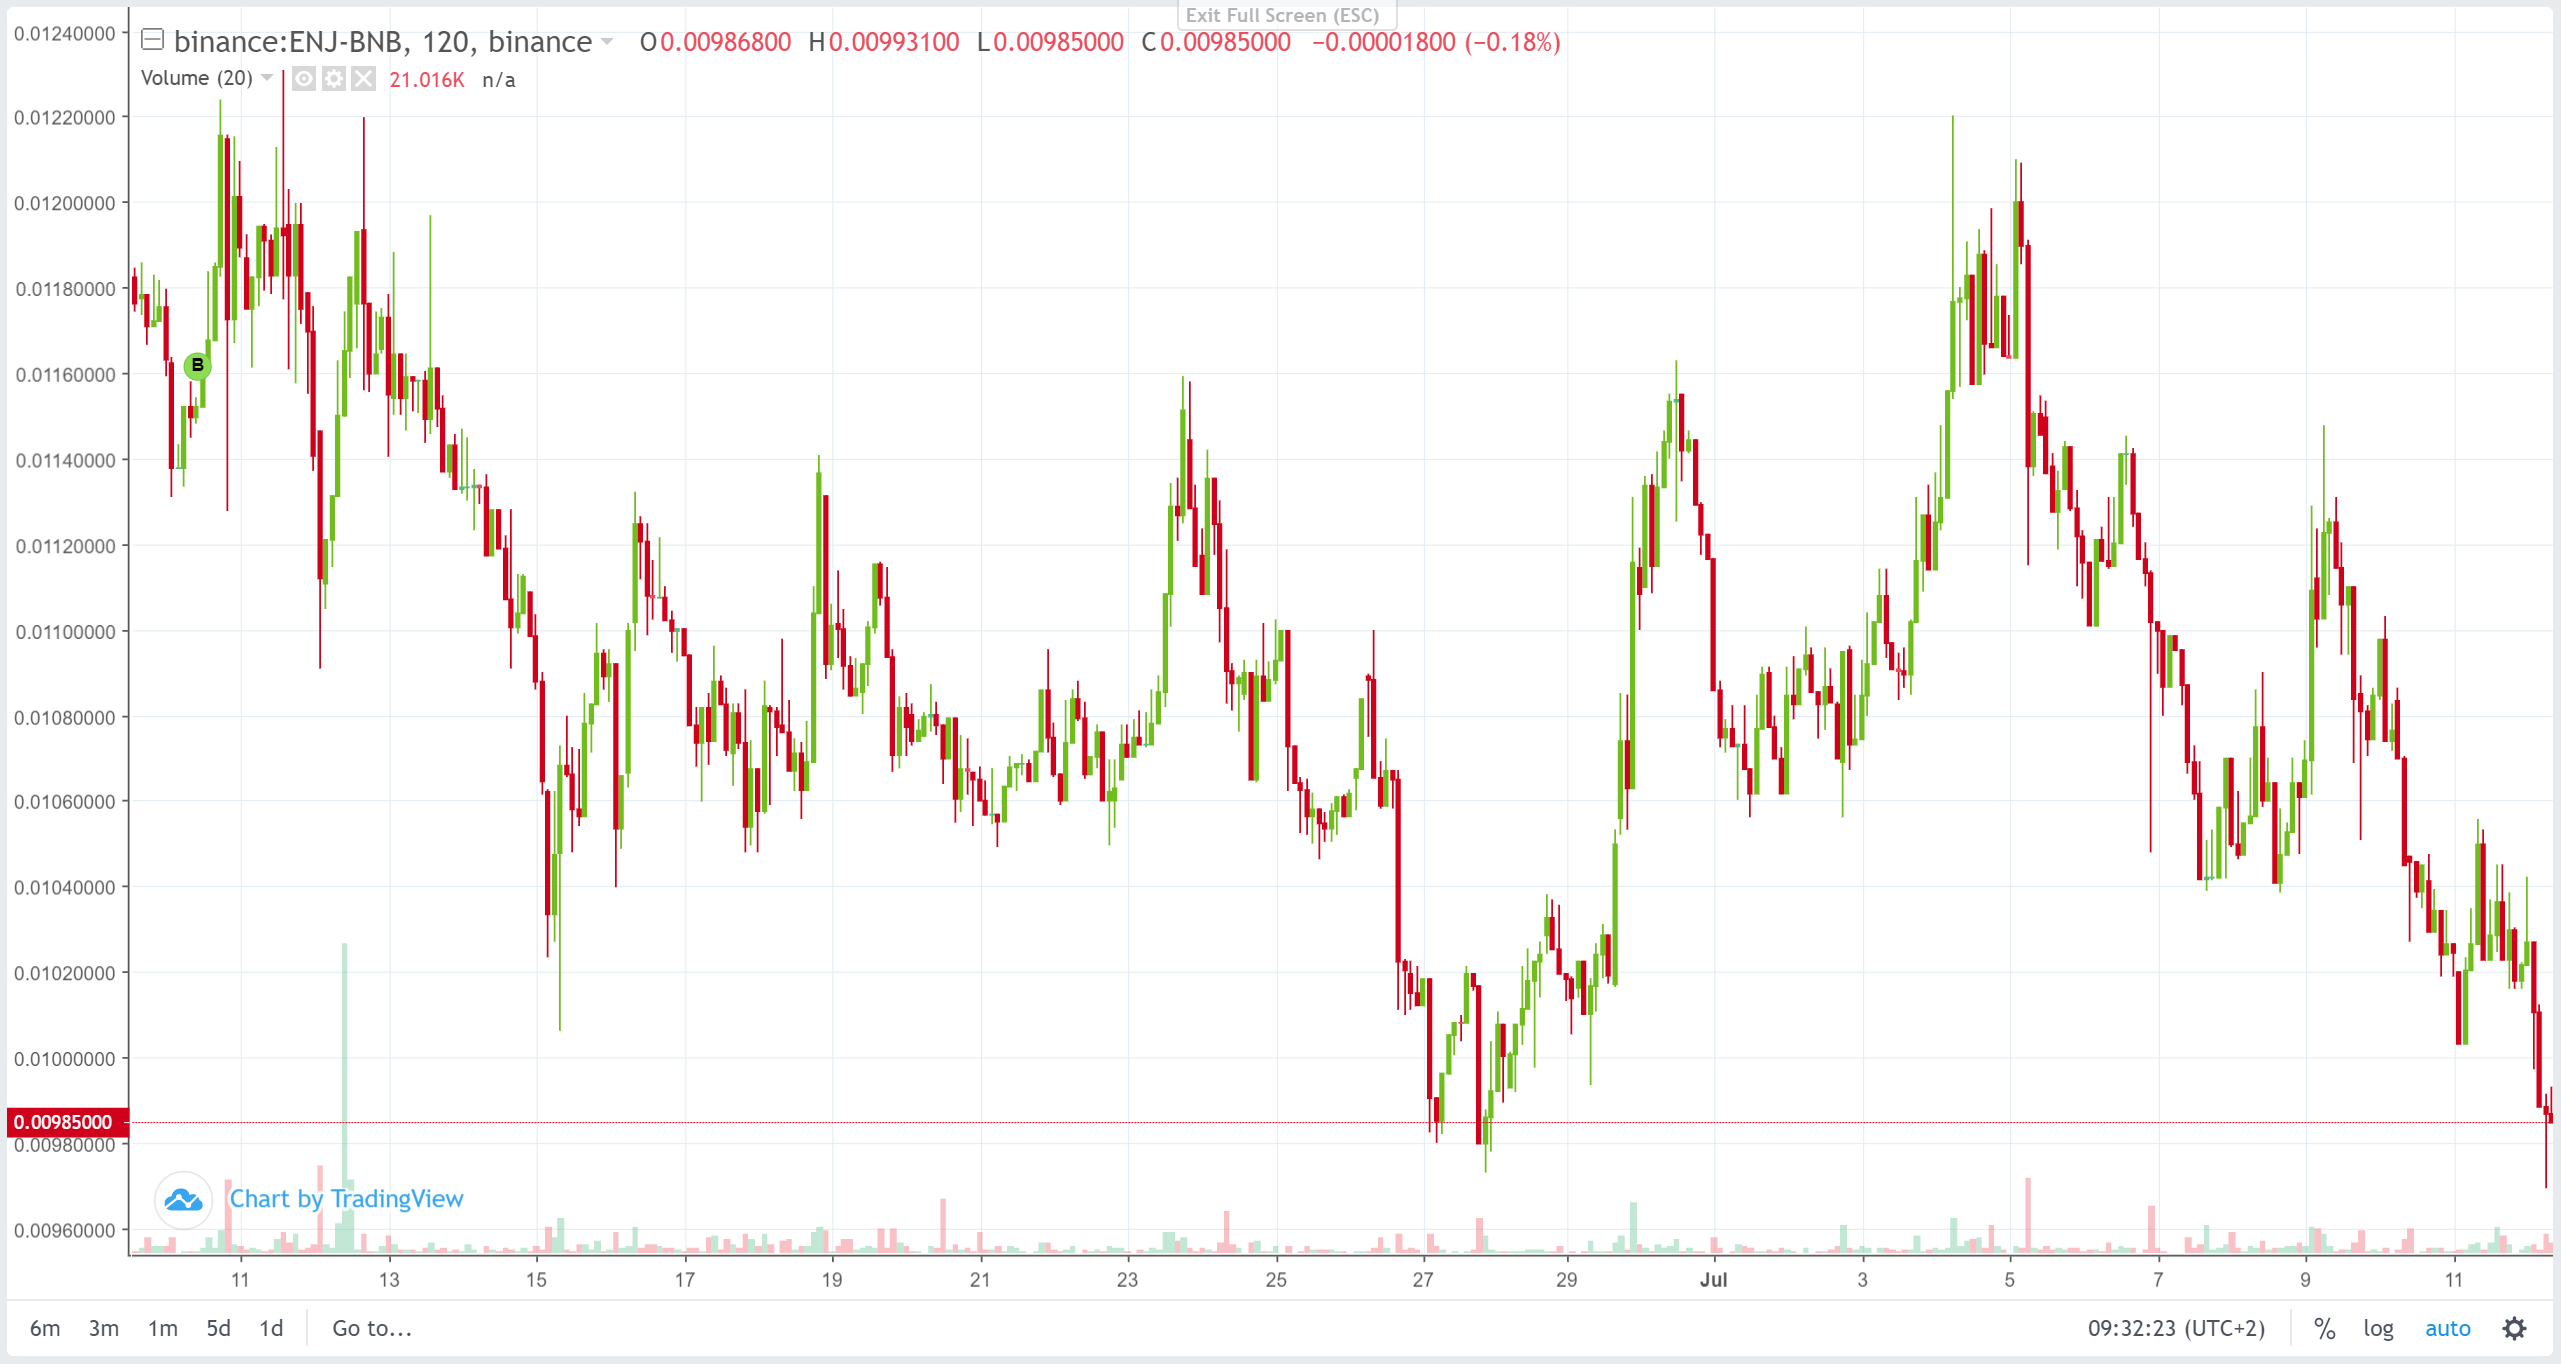 Exit Full Screen (ESC)
binance:ENJ-BNB, 120, binance O0.00986800 H0.00993100 L0.00985000 C0.00985000 −0.00001800 (−0.18%)
Volume (20) 21.016K n/a
0.01240000
0.01220000
0.01200000
0.01180000
0.01160000
0.01140000
0.01120000
0.01100000
0.01080000
0.01060000
0.01040000
0.01020000
0.01000000
0.00985000
0.00980000
0.00960000
B
Chart by TradingView
11 13 15 17 19 21 23 25 27 29 Jul 3 5 7 9 11
6m 3m 1m 5d 1d Go to... 09:32:23 (UTC+2) % log auto